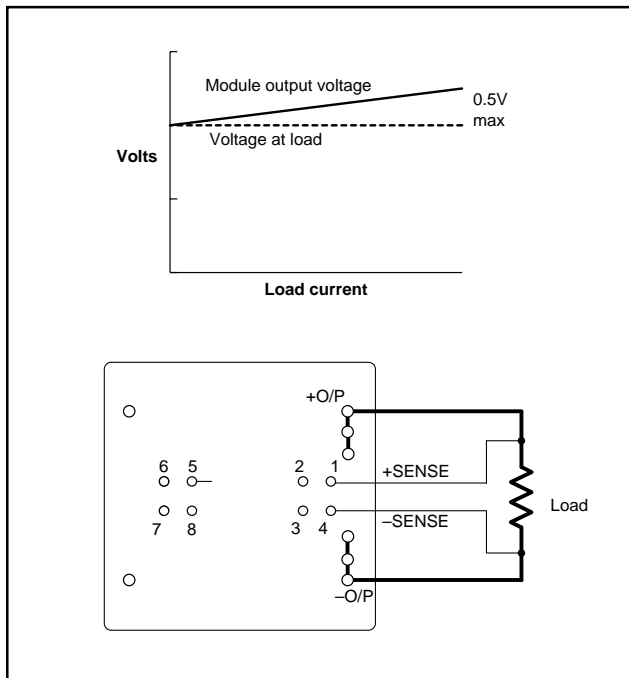 Module output voltage
0.5V
max
Voltage at load
Volts
Load current
+O/P
6 5 2 1
+SENSE
7 8 3 4
–SENSE
Load
–O/P